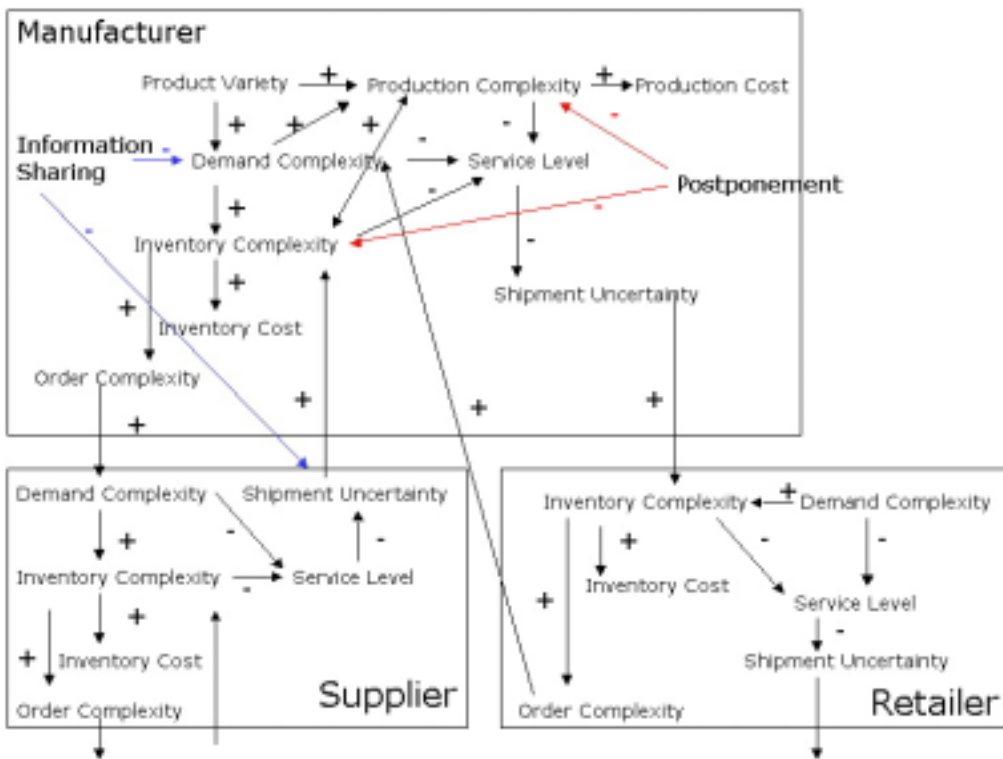 Manufacturer
Product Variety + Production Complexity + Production Cost
+ + + - - -
Information
Sharing
- Demand Complexity - Service Level
Postponement
+ - -
- Inventory Complexity -
+ + Shipment Uncertainty
Inventory Cost
Order Complexity
+ + + +
Demand Complexity Shipment Uncertainty
+ - -
Inventory Complexity - Service Level
+ +
Inventory Cost
Order Complexity
Supplier
Inventory Complexity + Demand Complexity
+ - -
Inventory Cost
+ Service Level
-
Shipment Uncertainty
Order Complexity
Retailer